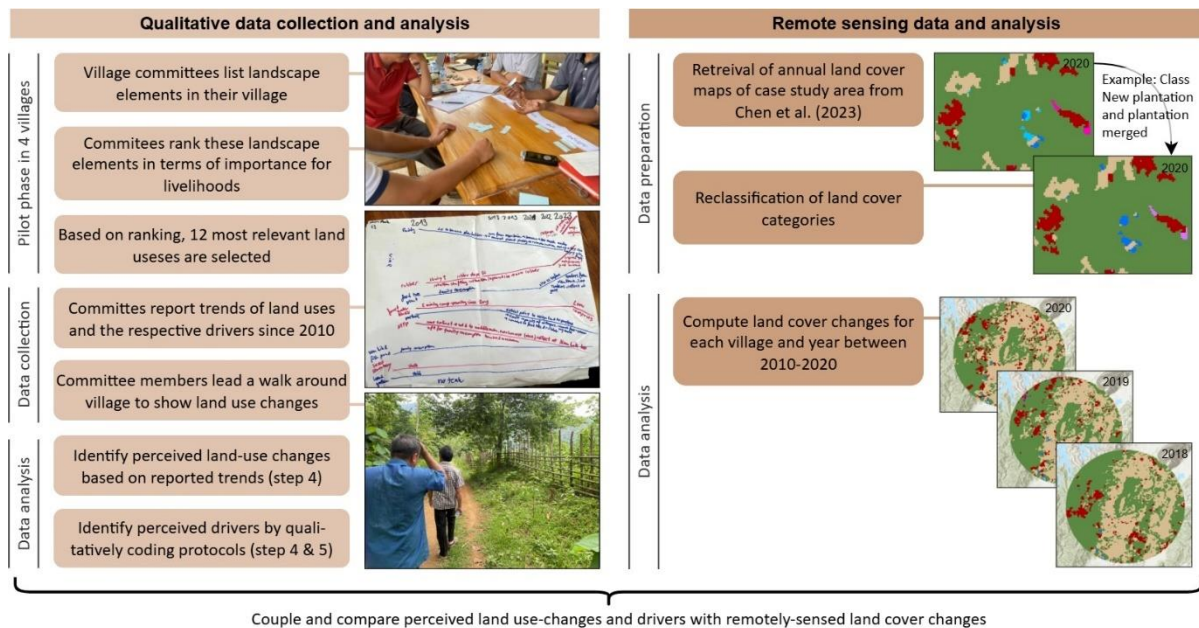 Qualitative data collection and analysis
Pilot phase in 4 villages
Village committees list landscape
elements in their village
Commitees rank these landscape
elements in terms of importance for
livelihoods
Based on ranking, 12 most relevant land
useses are selected
Data collection
Committes report trends of land uses
and the respective drivers since 2010
Committee members lead a walk around
village to show land use changes
Data analysis
Identify perceived land-use changes
based on reported trends (step 4)
Identify perceived drivers by quali-
tatively coding protocols (step 4 & 5)
2019
Remote sensing data and analysis
Data preparation
Retreival of annual land cover
maps of case study area from
Chen et al. (2023)
2020
Example: Class
New plantation
and plantation
merged
Reclassification of land cover
categories
2020
Data analysis
Compute land cover changes for
each village and year between
2010-2020
2020
2019
2018
Couple and compare perceived land use-changes and drivers with remotely-sensed land cover changes